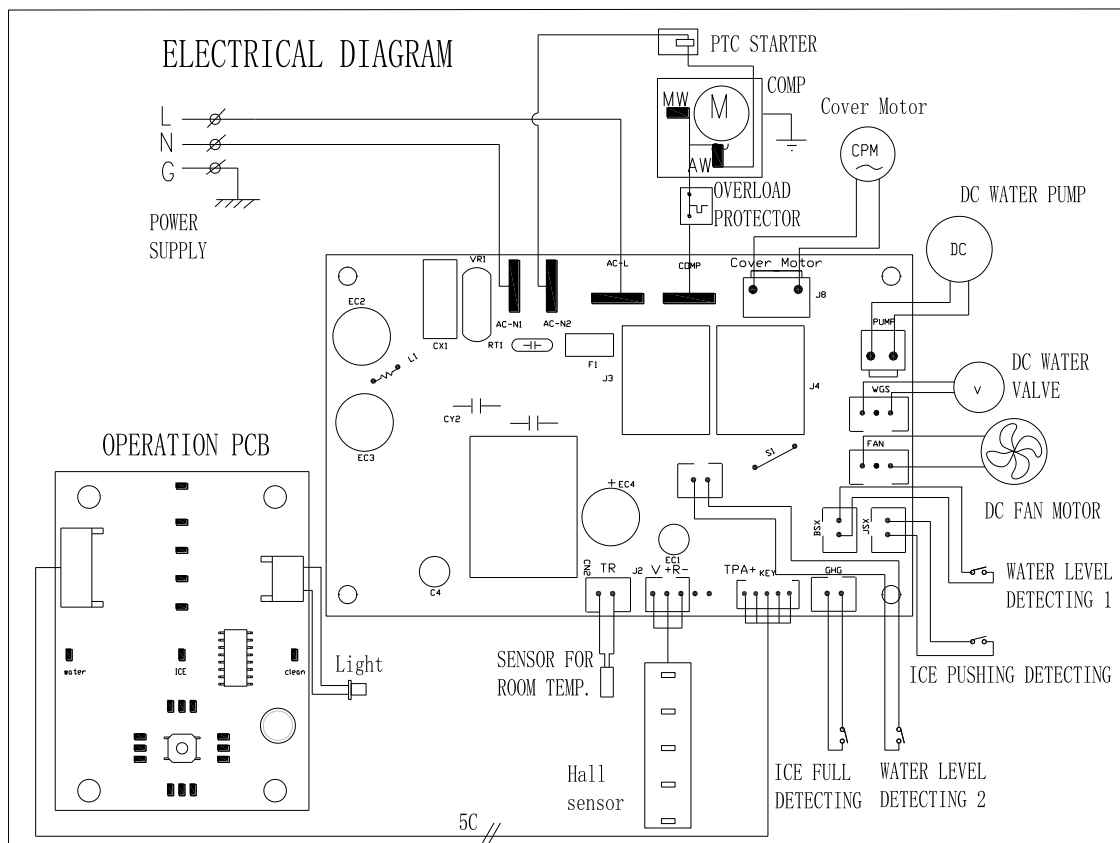 ELECTRICAL DIAGRAM
PTC STARTER
COMP
MW
M
AW
Cover Motor
CPM
L
N
G
POWER
SUPPLY
OVERLOAD
PROTECTOR
DC WATER PUMP
DC
VR1
AC-L
COMP
Cover Motor
J8
EC2
CX1
AC-N1
AC-N2
RT1
F1
PUMP
L1
J3
J4
DC WATER
VALVE
V
WGS
CY2
EC3
S1
FAN
OPERATION PCB
DC FAN MOTOR
+
EC4
BSX
JSX
EC1
C4
CN2
TR
J2
V +R-
TPA+
KEY
GHG
WATER LEVEL
DETECTING 1
water
ICE
clean
Light
SENSOR FOR
ROOM TEMP.
ICE PUSHING DETECTING
Hall
sensor
ICE FULL
DETECTING
WATER LEVEL
DETECTING 2
5C